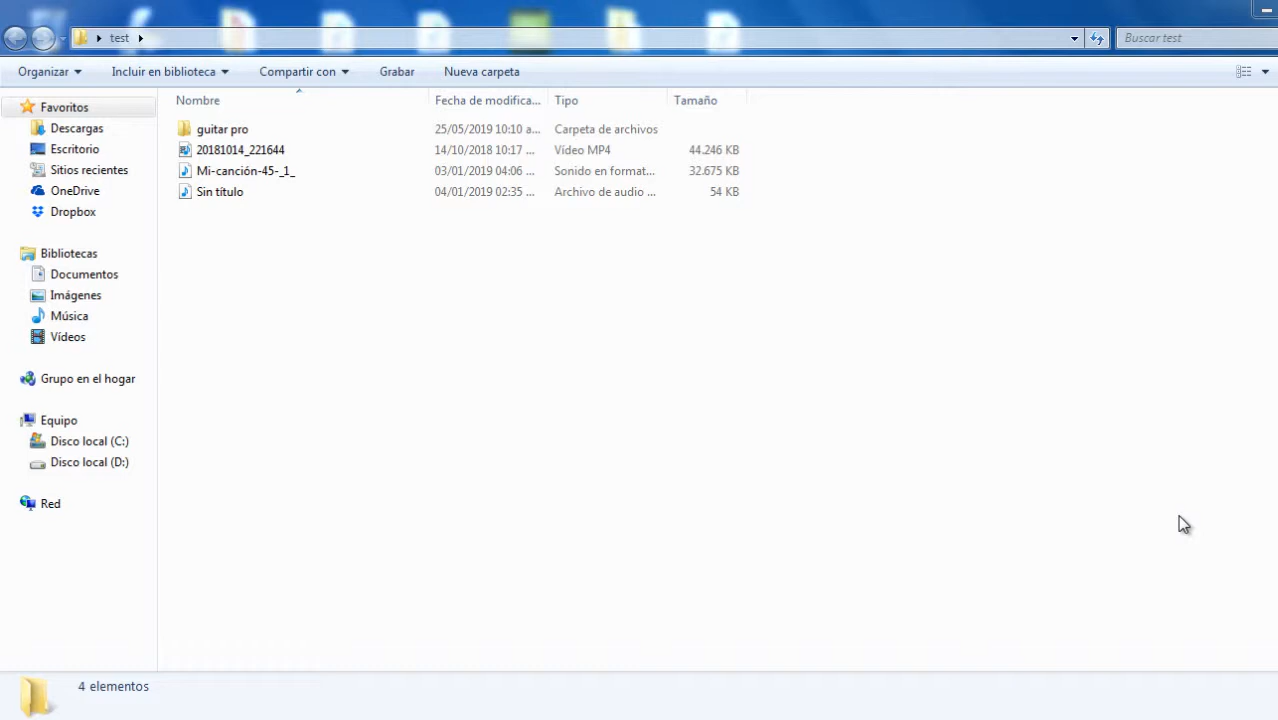 test
Buscar test
Organizar Incluir en biblioteca Compartir con Grabar Nueva carpeta
Nombre Fecha de modifica... Tipo Tamaño
guitar pro 25/05/2019 10:10 a... Carpeta de archivos
20181014_221644 14/10/2018 10:17 ... Vídeo MP4 44.246 KB
Mi-canción-45-_1_ 03/01/2019 04:06 ... Sonido en format... 32.675 KB
Sin título 04/01/2019 02:35 ... Archivo de audio ... 54 KB
Favoritos
Descargas
Escritorio
Sitios recientes
OneDrive
Dropbox
Bibliotecas
Documentos
Imágenes
Música
Vídeos
Grupo en el hogar
Equipo
Disco local (C:)
Disco local (D:)
Red
4 elementos